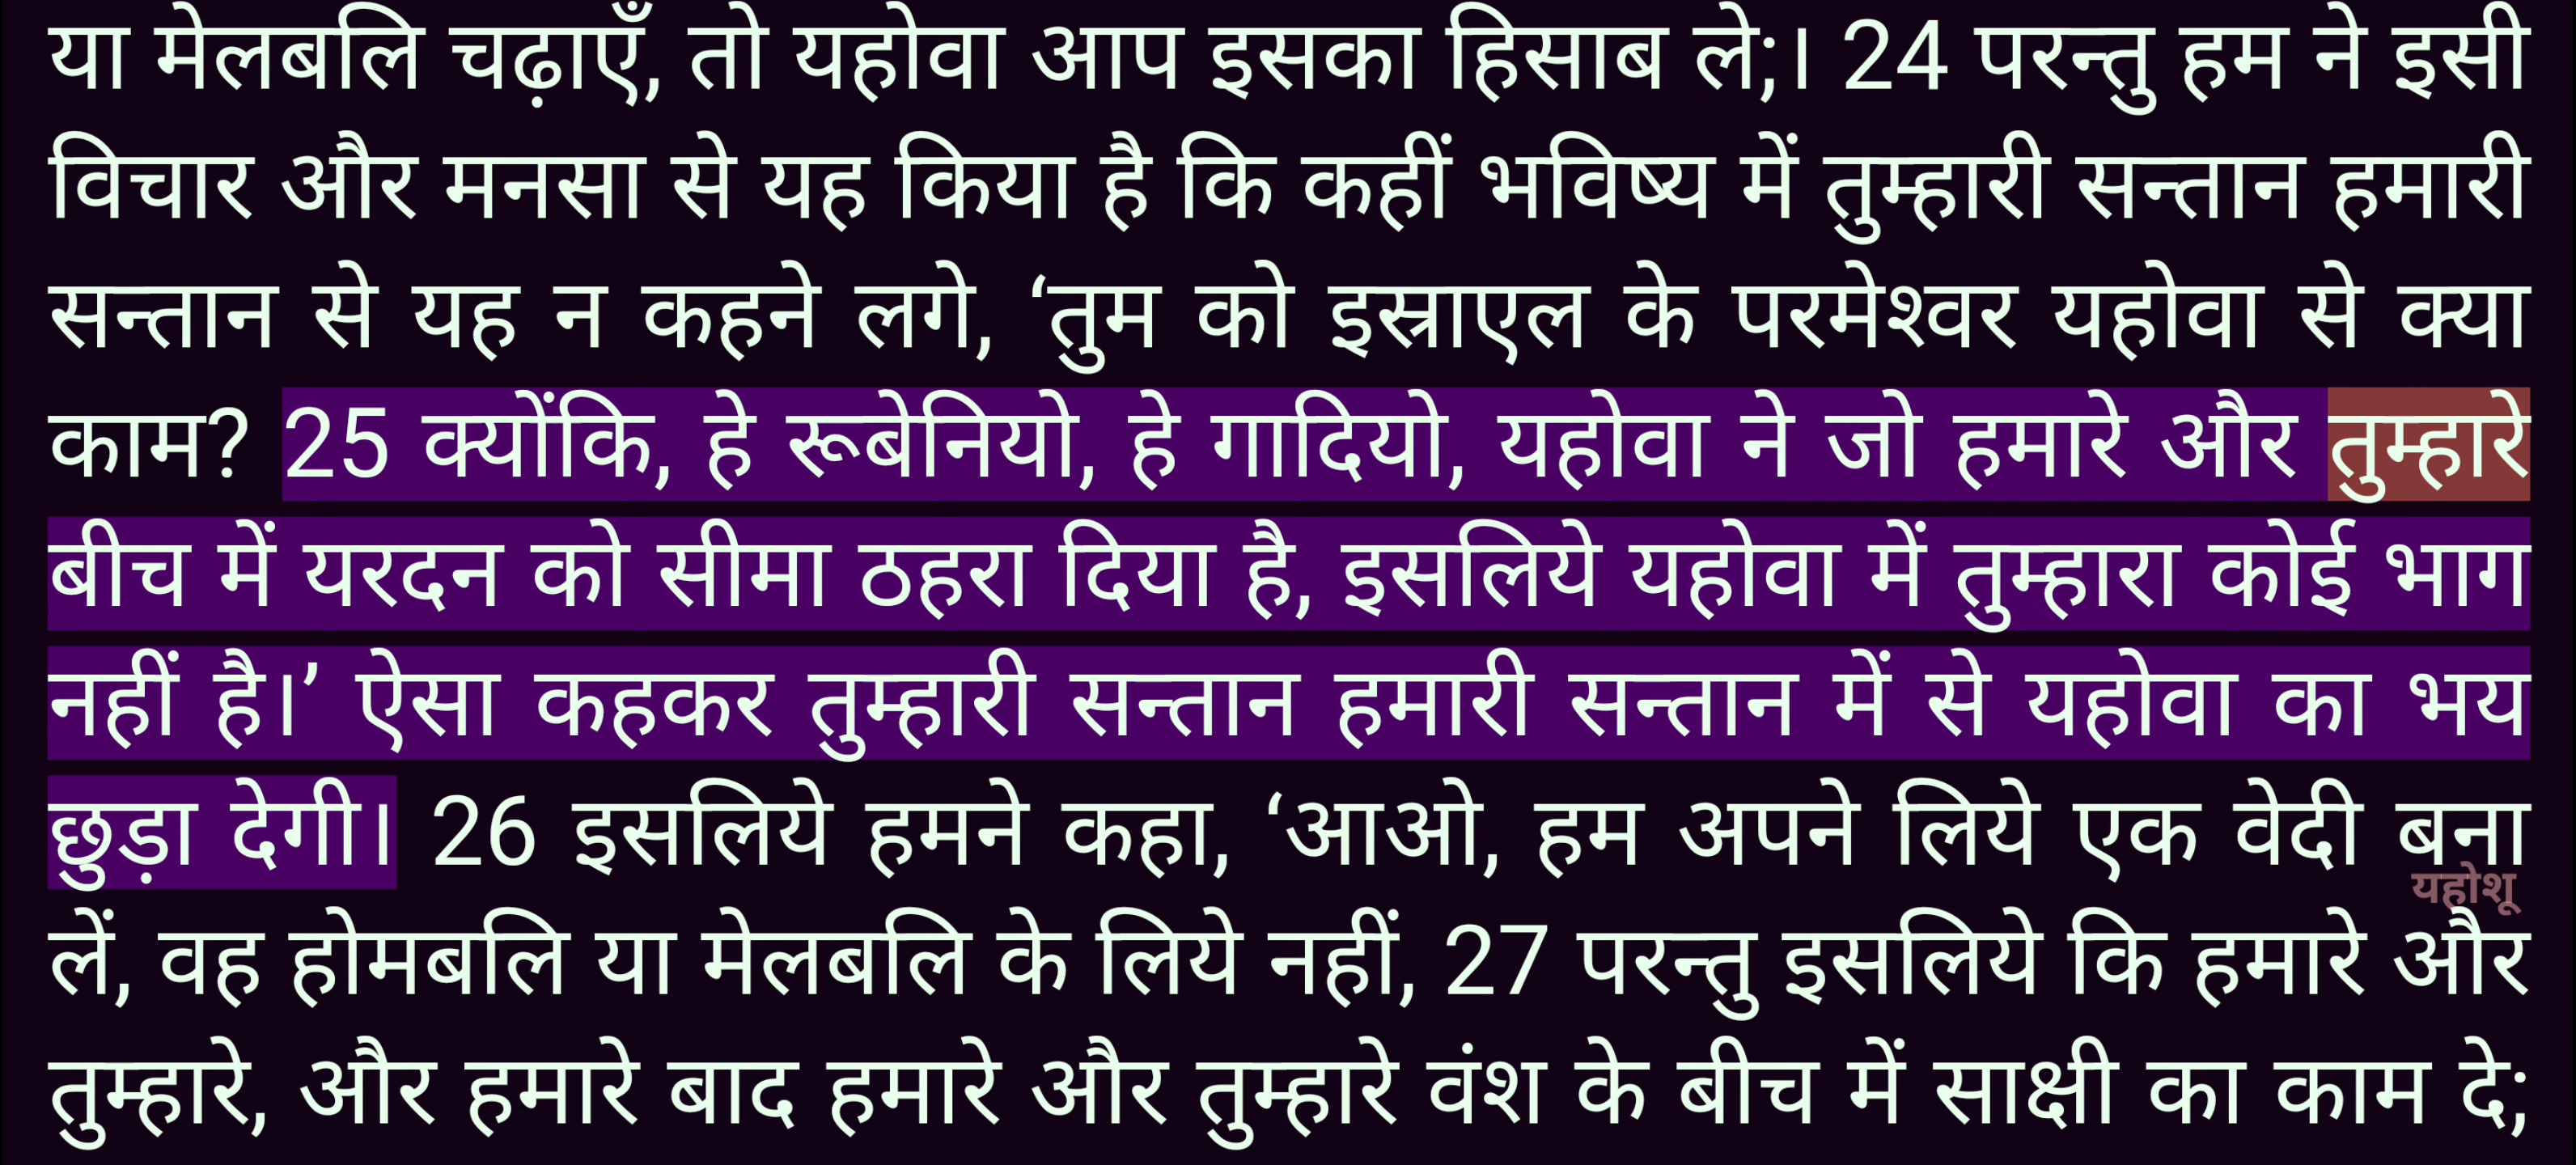 या मेलबलि चढ़ाएँ, तो यहोवा आप इसका हिसाब ले;। 24 परन्तु हम ने इसी
विचार और मनसा से यह किया है कि कहीं भविष्य में तुम्हारी सन्तान हमारी
सन्तान से यह न कहने लगे, ‘तुम को इस्राएल के परमेश्वर यहोवा से क्या
काम? 25 क्योंकि, हे रूबेनियो, हे गादियो, यहोवा ने जो हमारे और तुम्हारे
बीच में यरदन को सीमा ठहरा दिया है, इसलिये यहोवा में तुम्हारा कोई भाग
नहीं है।’ ऐसा कहकर तुम्हारी सन्तान हमारी सन्तान में से यहोवा का भय
छुड़ा देगी। 26 इसलिये हमने कहा, ‘आओ, हम अपने लिये एक वेदी बना
यहोशू
लें, वह होमबलि या मेलबलि के लिये नहीं, 27 परन्तु इसलिये कि हमारे और
तुम्हारे, और हमारे बाद हमारे और तुम्हारे वंश के बीच में साक्षी का काम दे;